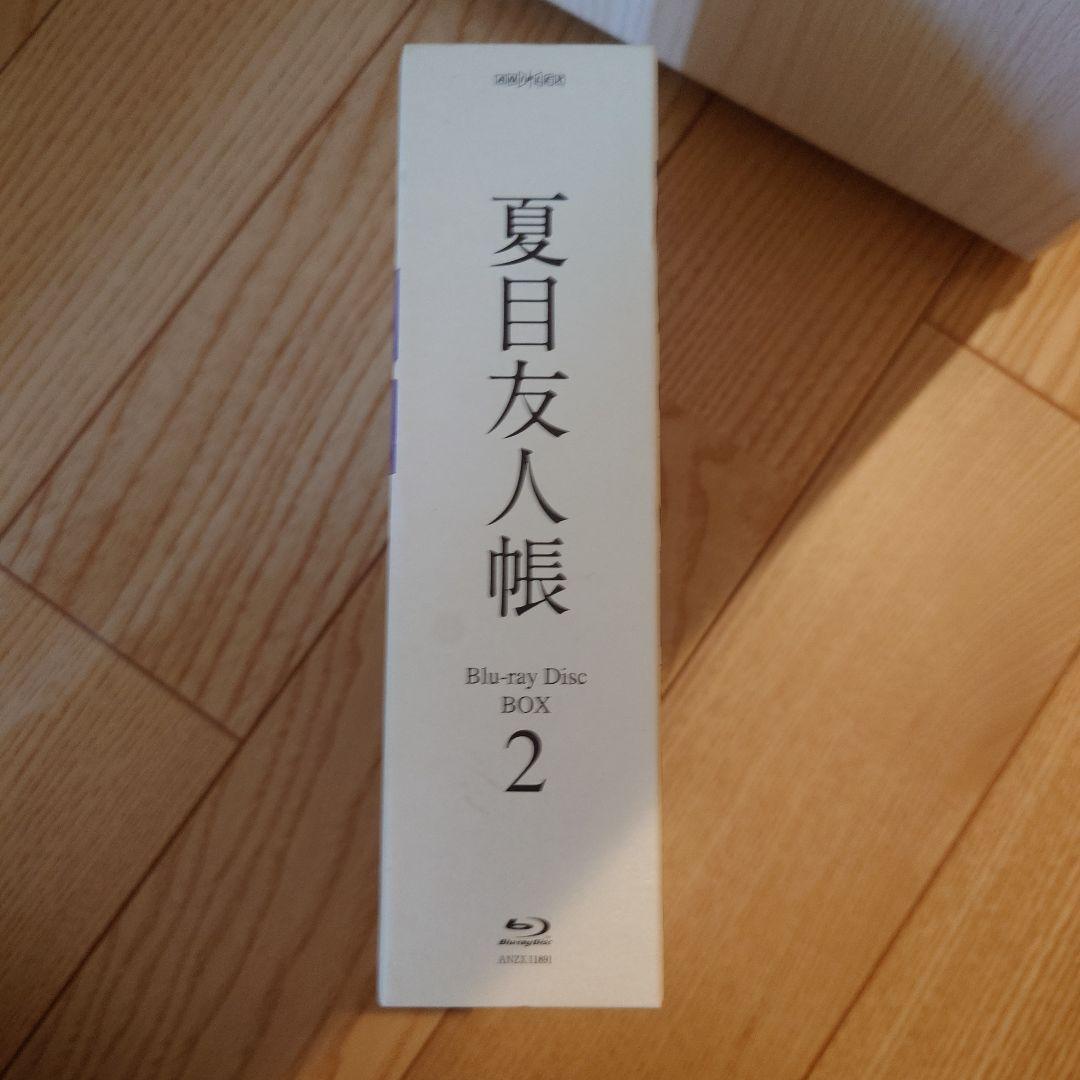 ANIPLEX
夏目友人帳
Blu-ray Disc
BOX
2
Blu-ray Disc
ANZX 11891